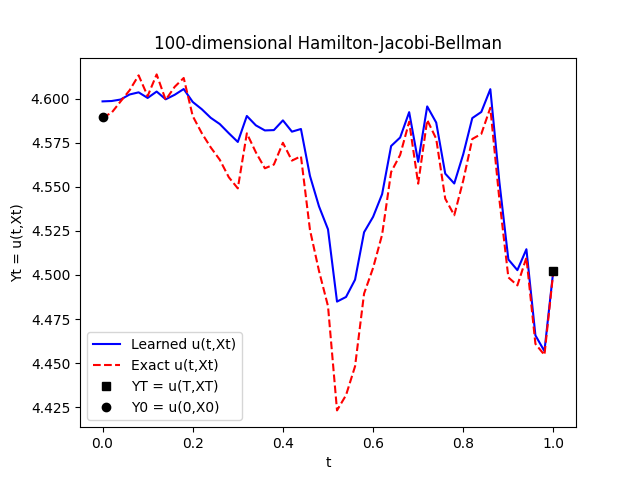 100-dimensional Hamilton-Jacobi-Bellman
Yt = u(t,Xt)
4.600
4.575
4.550
4.525
4.500
4.475
4.450
4.425
Learned u(t,Xt)
Exact u(t,Xt)
YT = u(T,XT)
Y0 = u(0,X0)
0.0 0.2 0.4 0.6 0.8 1.0
t